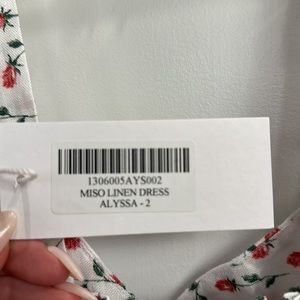 1306005AYS002
MISO LINEN DRESS
ALYSSA - 2